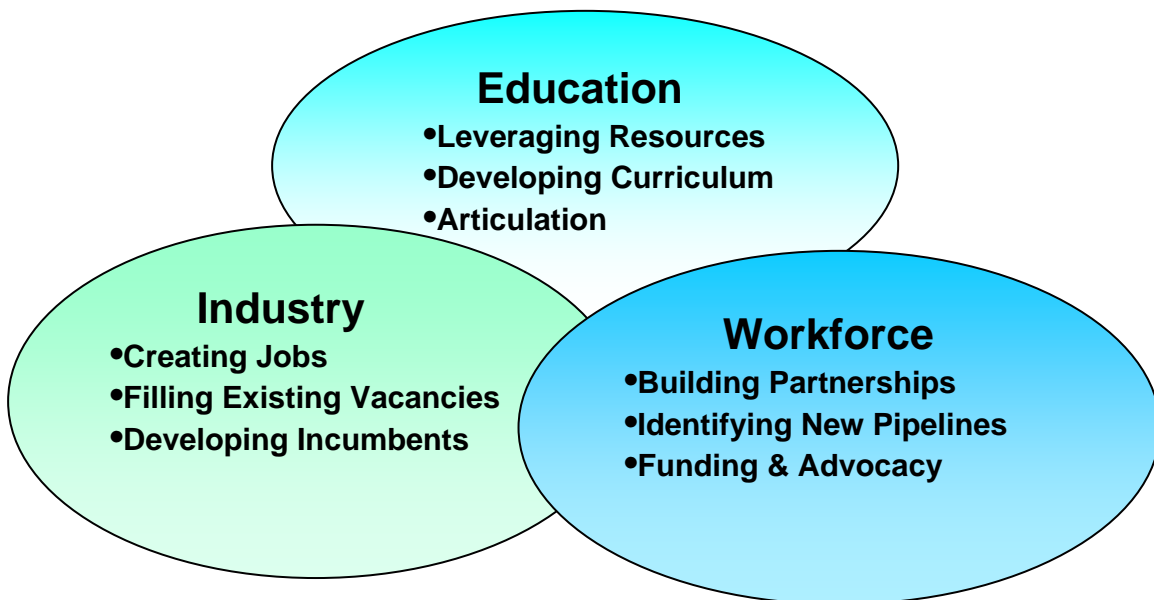 Education
•Leveraging Resources
•Developing Curriculum
•Articulation
Industry
•Creating Jobs
•Filling Existing Vacancies
•Developing Incumbents
Workforce
•Building Partnerships
•Identifying New Pipelines
•Funding & Advocacy